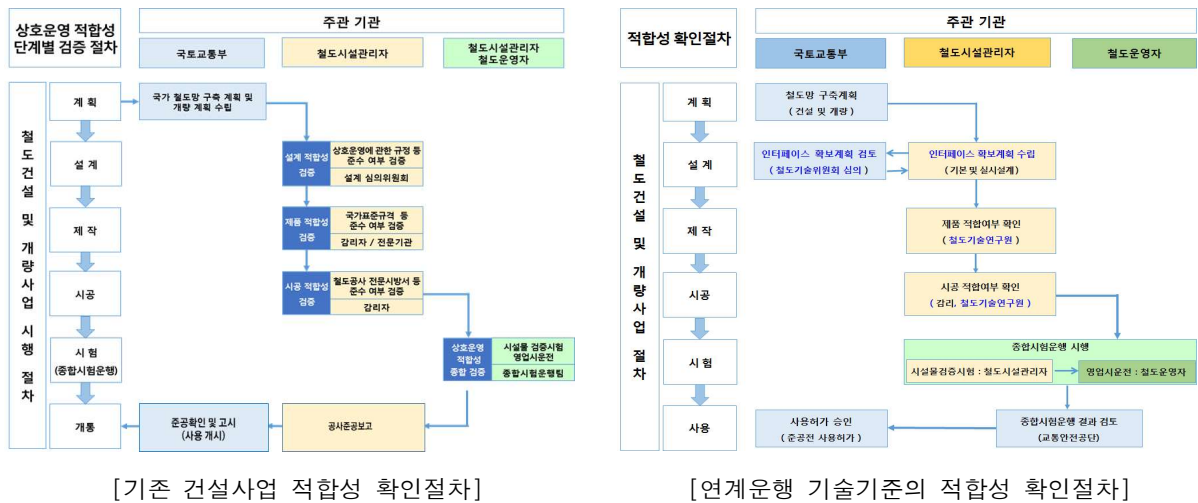 상호운영 적합성
단계별 검증 절차
주관 기관
국토교통부
철도시설관리자
철도시설관리자
철도운영자
철도건설 및 개량사업 시행 절차
계 획
국가 철도망 구축 계획 및
개량 계획 수립
설 계
설계 적합성
검증
상호운영에 관한 규정 등
준수 여부 검증
설계 심의위원회
제 작
제품 적합성
검증
국가표준규격 등
준수 여부 검증
감리자 / 전문기관
시공
시공 적합성
검증
철도공사 전문시방서 등
준수 여부 검증
감리자
시 험
(종합시험운행)
상호운영
적합성
종합 검증
시설물 검증시험
영업시운전
종합시험운행팀
개통
준공확인 및 고시
(사용 개시)
공사준공보고
[기존 건설사업 적합성 확인절차]
적합성 확인절차
주관 기관
국토교통부
철도시설관리자
철도운영자
철도건설 및 개량사업 절차
계 획
철도망 구축계획
(건설 및 개량)
설 계
인터페이스 확보계획 검토
(철도기술위원회 심의)
인터페이스 확보계획 수립
(기본 및 실시설계)
제 작
제품 적합여부 확인
(철도기술연구원)
시공
시공 적합여부 확인
(감리, 철도기술연구원)
시 험
종합시험운행 시행
시설물검증시험 : 철도시설관리자
영업시운전 : 철도운영자
사용
사용허가 승인
(준공전 사용허가)
종합시험운행 결과 검토
(교통안전공단)
[연계운행 기술기준의 적합성 확인절차]